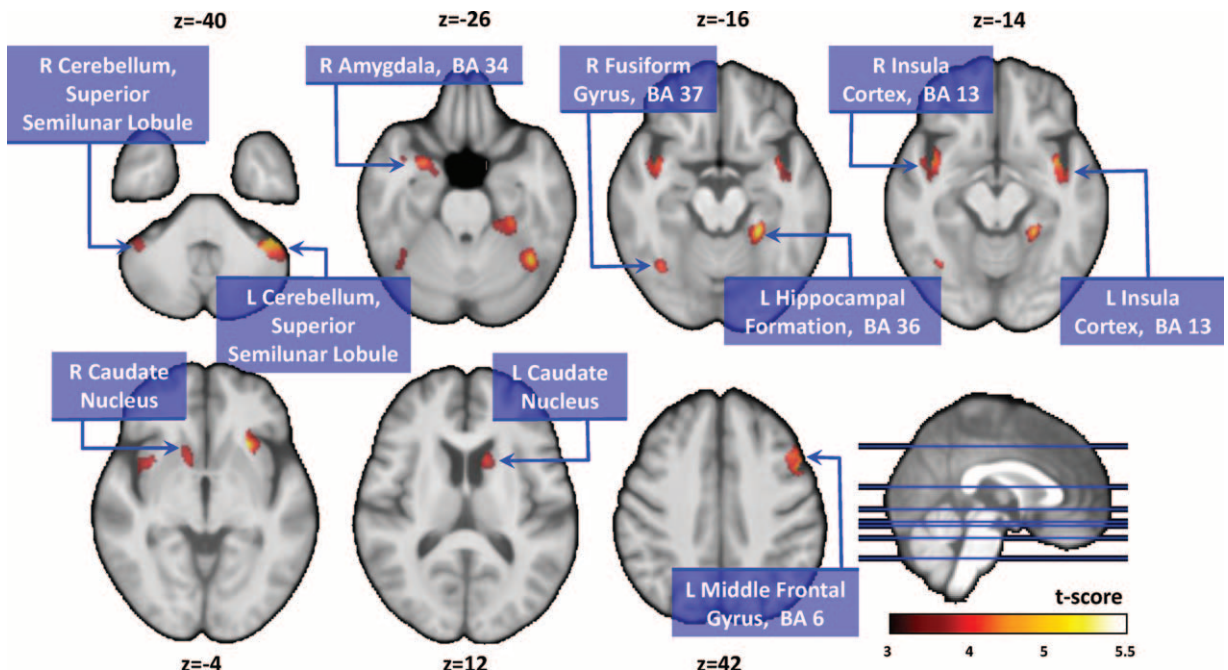 z=-40
z=-26
z=-16
z=-14
R Cerebellum,
Superior
Semilunar Lobule
R Amygdala, BA 34
R Fusiform
Gyrus, BA 37
R Insula
Cortex, BA 13
L Cerebellum,
Superior
Semilunar Lobule
L Hippocampal
Formation, BA 36
L Insula
Cortex, BA 13
R Caudate
Nucleus
L Caudate
Nucleus
L Middle Frontal
Gyrus, BA 6
t-score
3 4 5 5.5
z=-4
z=12
z=42